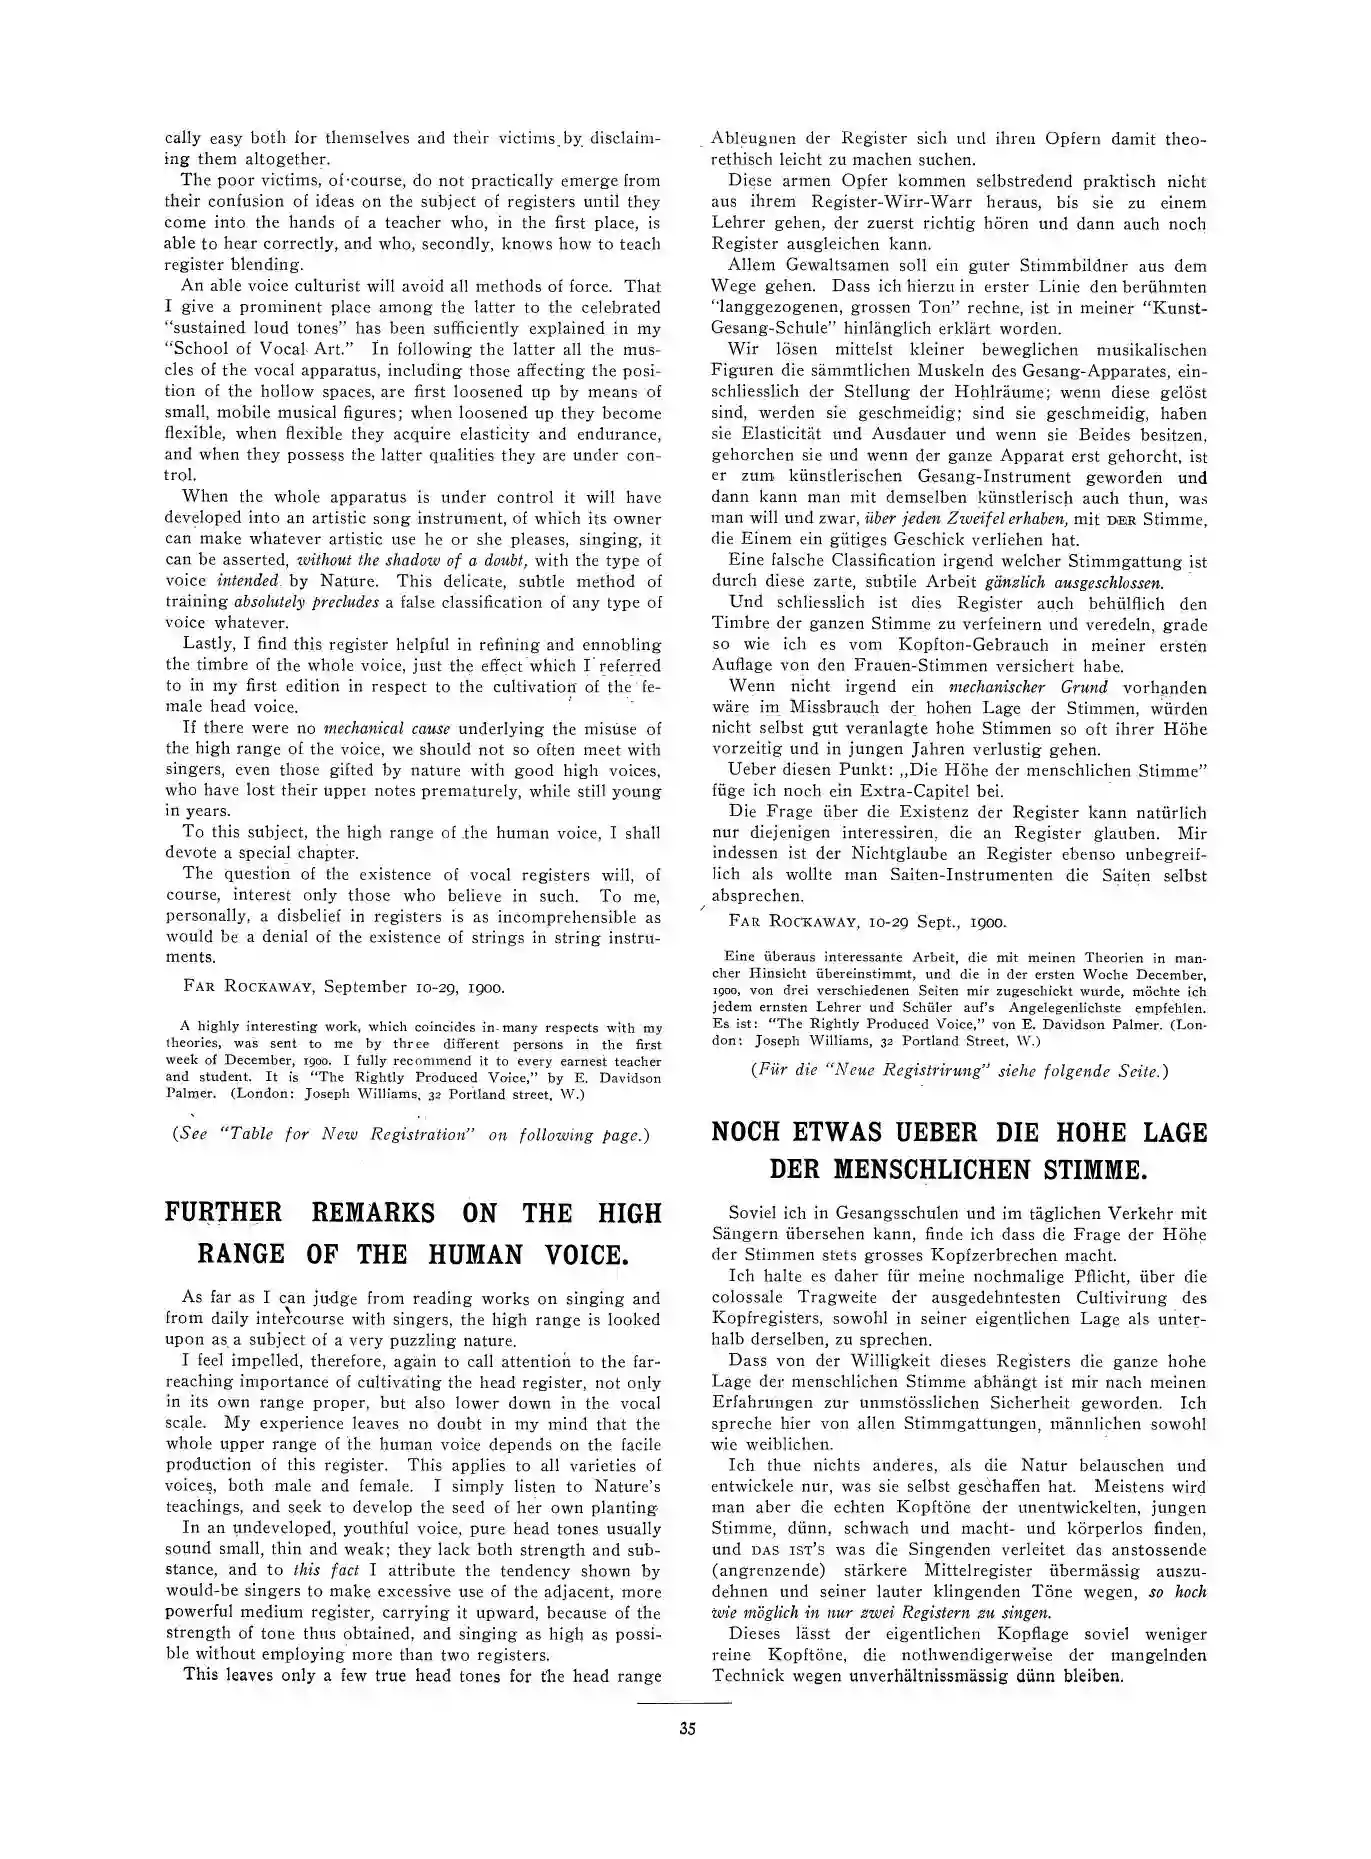 cally easy both for themselves and their victims by disclaim-
ing them altogether.
The poor victims, of course, do not practically emerge from
their confusion of ideas on the subject of registers until they
come into the hands of a teacher who, in the first place, is
able to hear correctly, and who, secondly, knows how to teach
register blending.
An able voice culturist will avoid all methods of force. That
I give a prominent place among the latter to the celebrated
"sustained loud tones" has been sufficiently explained in my
"School of Vocal Art." In following the latter all the mus-
cles of the vocal apparatus, including those affecting the posi-
tion of the hollow spaces, are first loosened up by means of
small, mobile musical figures; when loosened up they become
flexible, when flexible they acquire elasticity and endurance,
and when they possess the latter qualities they are under con-
trol.
When the whole apparatus is under control it will have
developed into an artistic song instrument, of which its owner
can make whatever artistic use he or she pleases, singing, it
can be asserted, without the shadow of a doubt, with the type of
voice intended by Nature. This delicate, subtle method of
training absolutely precludes a false classification of any type of
voice whatever.
Lastly, I find this register helpful in refining and ennobling
the timbre of the whole voice, just the effect which I referred
to in my first edition in respect to the cultivation of the fe-
male head voice.
If there were no mechanical cause underlying the misuse of
the high range of the voice, we should not so often meet with
singers, even those gifted by nature with good high voices,
who have lost their upper notes prematurely, while still young
in years.
To this subject, the high range of the human voice, I shall
devote a special chapter.
The question of the existence of vocal registers will, of
course, interest only those who believe in such. To me,
personally, a disbelief in registers is as incomprehensible as
would be a denial of the existence of strings in string instru-
ments.
FAR ROCKAWAY, September 10-29, 1900.
A highly interesting work, which coincides in many respects with my
theories, was sent to me by three different persons in the first
week of December, 1900. I fully recommend it to every earnest teacher
and student. It is "The Rightly Produced Voice," by E. Davidson
Palmer. (London: Joseph Williams, 32 Portland street, W.)
(See "Table for New Registration" on following page.)
FURTHER REMARKS ON THE HIGH
RANGE OF THE HUMAN VOICE.
As far as I can judge from reading works on singing and
from daily intercourse with singers, the high range is looked
upon as a subject of a very puzzling nature.
I feel impelled, therefore, again to call attention to the far-
reaching importance of cultivating the head register, not only
in its own range proper, but also lower down in the vocal
scale. My experience leaves no doubt in my mind that the
whole upper range of the human voice depends on the facile
production of this register. This applies to all varieties of
voices, both male and female. I simply listen to Nature's
teachings, and seek to develop the seed of her own planting.
In an undeveloped, youthful voice, pure head tones usually
sound small, thin and weak; they lack both strength and sub-
stance, and to this fact I attribute the tendency shown by
would-be singers to make excessive use of the adjacent, more
powerful medium register, carrying it upward, because of the
strength of tone thus obtained, and singing as high as possi-
ble without employing more than two registers.
This leaves only a few true head tones for the head range
Ableugnen der Register sich und ihren Opfern damit theo-
rethisch leicht zu machen suchen.
Diese armen Opfer kommen selbstredend praktisch nicht
aus ihrem Register-Wirr-Warr heraus, bis sie zu einem
Lehrer gehen, der zuerst richtig hören und dann auch noch
Register ausgleichen kann.
Allem Gewaltsamen soll ein guter Stimmbildner aus dem
Wege gehen. Dass ich hierzu in erster Linie den berühmten
"langgezogenen, grossen Ton" rechne, ist in meiner "Kunst-
Gesang-Schule" hinlänglich erklärt worden.
Wir lösen mittelst kleiner beweglichen musikalischen
Figuren die sämmtlichen Muskeln des Gesang-Apparates, ein-
schliesslich der Stellung der Hohlräume; wenn diese gelöst
sind, werden sie geschmeidig; sind sie geschmeidig, haben
sie Elasticität und Ausdauer und wenn sie Beides besitzen,
gehorchen sie und wenn der ganze Apparat erst gehorcht, ist
er zum künstlerischen Gesang-Instrument geworden und
dann kann man mit demselben künstlerisch auch thun, was
man will und zwar, über jeden Zweifel erhaben, mit DER Stimme,
die Einem ein gütiges Geschick verliehen hat.
Eine falsche Classification irgend welcher Stimmgattung ist
durch diese zarte, subtile Arbeit gänzlich ausgeschlossen.
Und schliesslich ist dies Register auch behülflich den
Timbre der ganzen Stimme zu verfeinern und veredeln, grade
so wie ich es vom Kopfton-Gebrauch in meiner ersten
Auflage von den Frauen-Stimmen versichert habe.
Wenn nicht irgend ein mechanischer Grund vorhanden
wäre im Missbrauch der hohen Lage der Stimmen, würden
nicht selbst gut veranlagte hohe Stimmen so oft ihrer Höhe
vorzeitig und in jungen Jahren verlustig gehen.
Ueber diesen Punkt: „Die Höhe der menschlichen Stimme"
füge ich noch ein Extra-Capitel bei.
Die Frage über die Existenz der Register kann natürlich
nur diejenigen interessiren, die an Register glauben. Mir
indessen ist der Nichtglaube an Register ebenso unbegreif-
lich als wollte man Saiten-Instrumenten die Saiten selbst
absprechen.
FAR ROCKAWAY, 10-29 Sept., 1900.
Eine überaus interessante Arbeit, die mit meinen Theorien in man-
cher Hinsicht übereinstimmt, und die in der ersten Woche December,
1900, von drei verschiedenen Seiten mir zugeschickt wurde, möchte ich
jedem ernsten Lehrer und Schüler auf's Angelegenlichste empfehlen.
Es ist: "The Rightly Produced Voice," von E. Davidson Palmer. (Lon-
don: Joseph Williams, 32 Portland Street, W.)
(Für die "Neue Registrirung" siehe folgende Seite.)
NOCH ETWAS UEBER DIE HOHE LAGE
DER MENSCHLICHEN STIMME.
Soviel ich in Gesangsschulen und im täglichen Verkehr mit
Sängern übersehen kann, finde ich dass die Frage der Höhe
der Stimmen stets grosses Kopfzerbrechen macht.
Ich halte es daher für meine nochmalige Pflicht, über die
colossale Tragweite der ausgedehntesten Cultivirung des
Kopfregisters, sowohl in seiner eigentlichen Lage als unter-
halb derselben, zu sprechen.
Dass von der Willigkeit dieses Registers die ganze hohe
Lage der menschlichen Stimme abhängt ist mir nach meinen
Erfahrungen zur unmstösslichen Sicherheit geworden. Ich
spreche hier von allen Stimmgattungen, männlichen sowohl
wie weiblichen.
Ich thue nichts anderes, als die Natur belauschen und
entwickele nur, was sie selbst geschaffen hat. Meistens wird
man aber die echten Kopftöne der unentwickelten, jungen
Stimme, dünn, schwach und macht- und körperlos finden,
und DAS IST'S was die Singenden verleitet das anstossende
(angrenzende) stärkere Mittelregister übermässig auszu-
dehnen und seiner lauter klingenden Töne wegen, so hoch
wie möglich in nur zwei Registern zu singen.
Dieses lässt der eigentlichen Kopflage soviel weniger
reine Kopftöne, die nothwendigerweise der mangelnden
Technick wegen unverhältnissmässig dünn bleiben.
35